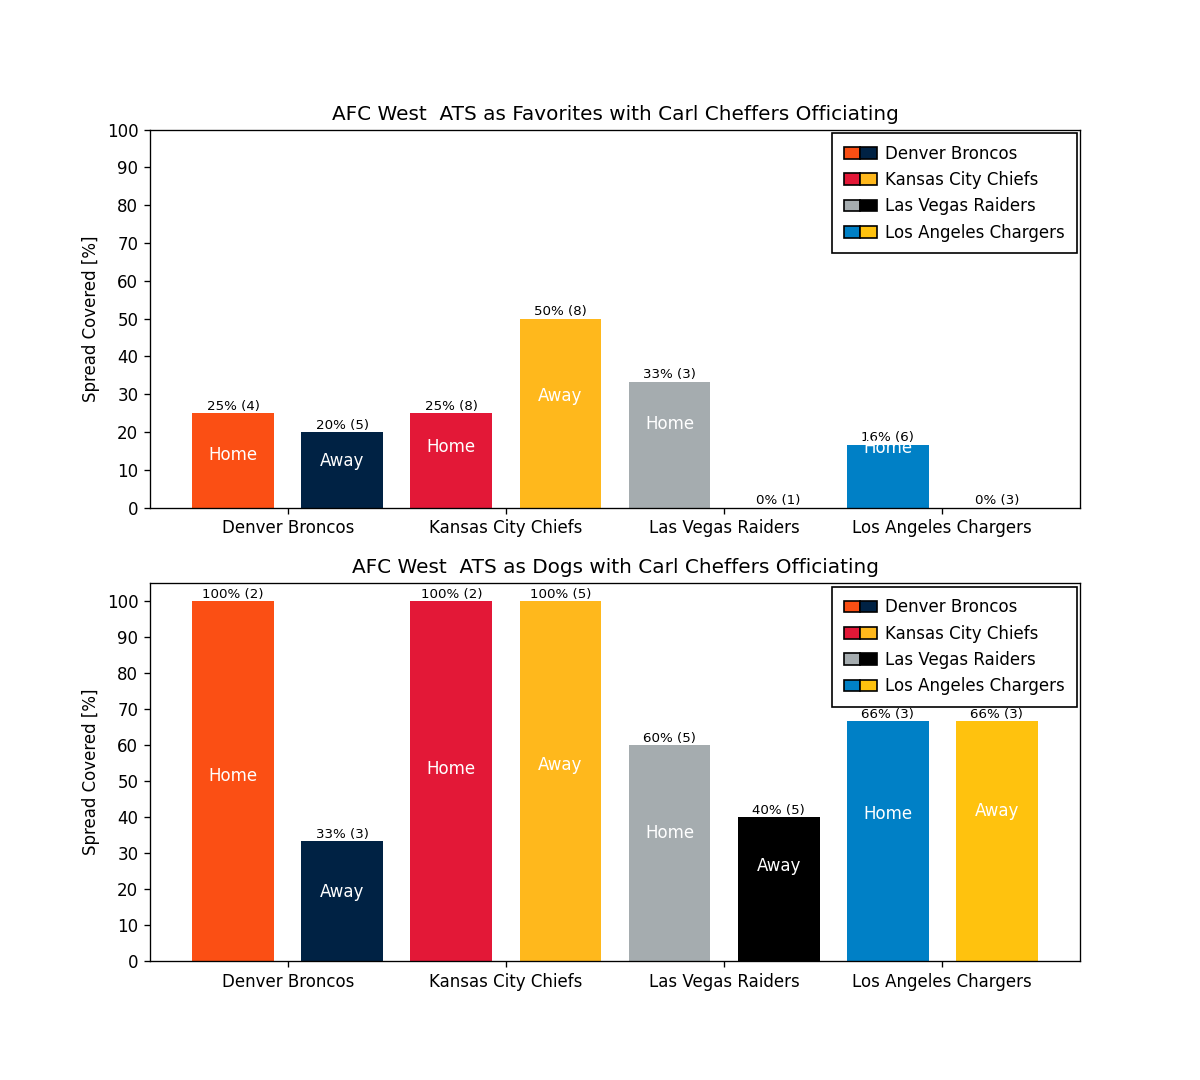 AFC West  ATS as Favorites with Carl Cheffers Officiating
Spread Covered [%]
100
90
80
70
60
50
40
30
20
10
0
Denver Broncos
Kansas City Chiefs
Las Vegas Raiders
Los Angeles Chargers
25% (4)
20% (5)
25% (8)
50% (8)
33% (3)
0% (1)
16% (6)
0% (3)
Home
Away
Home
Away
Home
Home
Denver Broncos
Kansas City Chiefs
Las Vegas Raiders
Los Angeles Chargers
AFC West  ATS as Dogs with Carl Cheffers Officiating
Spread Covered [%]
100
90
80
70
60
50
40
30
20
10
0
Denver Broncos
Kansas City Chiefs
Las Vegas Raiders
Los Angeles Chargers
100% (2)
33% (3)
100% (2)
100% (5)
60% (5)
40% (5)
66% (3)
66% (3)
Home
Away
Home
Away
Home
Away
Home
Away
Denver Broncos
Kansas City Chiefs
Las Vegas Raiders
Los Angeles Chargers